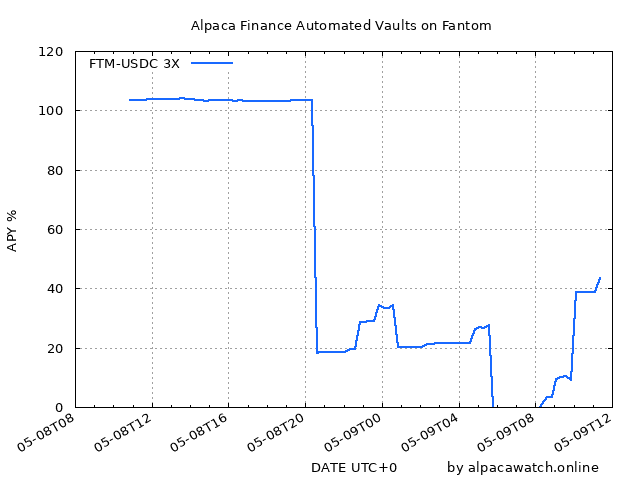 Alpaca Finance Automated Vaults on Fantom
FTM-USDC 3X
120
100
80
60
40
20
0
APY %
05-08T08
05-08T12
05-08T16
05-08T20
05-09T00
05-09T04
05-09T08
05-09T12
DATE UTC+0
by alpacawatch.online